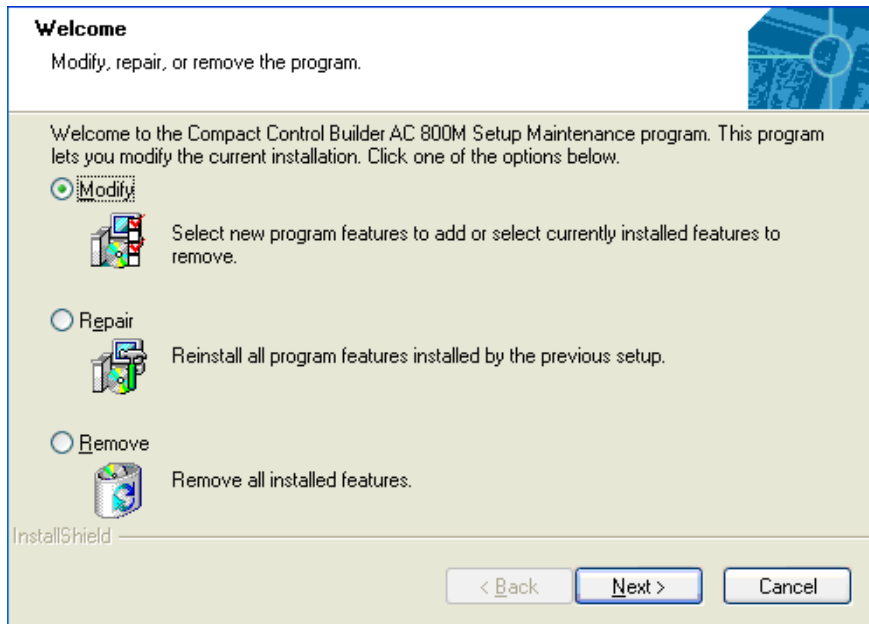 Welcome
Modify, repair, or remove the program.
Welcome to the Compact Control Builder AC 800M Setup Maintenance program. This program
lets you modify the current installation. Click one of the options below.
Modify
Select new program features to add or select currently installed features to
remove.
Repair
Reinstall all program features installed by the previous setup.
Remove
Remove all installed features.
InstallShield
< Back
Next >
Cancel